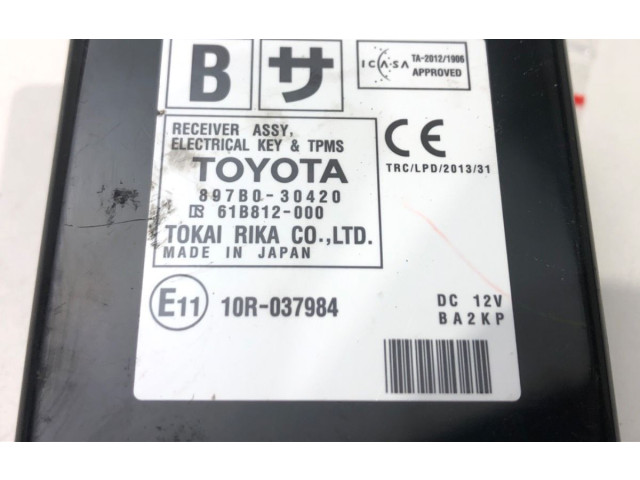 B サ
ICASA TA-2012/1906
APPROVED
RECEIVER ASSY,
ELECTRICAL KEY & TPMS
TOYOTA
897B0-30420
61B812-000
TOKAI RIKA CO.,LTD.
MADE IN JAPAN
CE
TRC/LPD/2013/31
E11 10R-037984
DC 12V
BA2KP